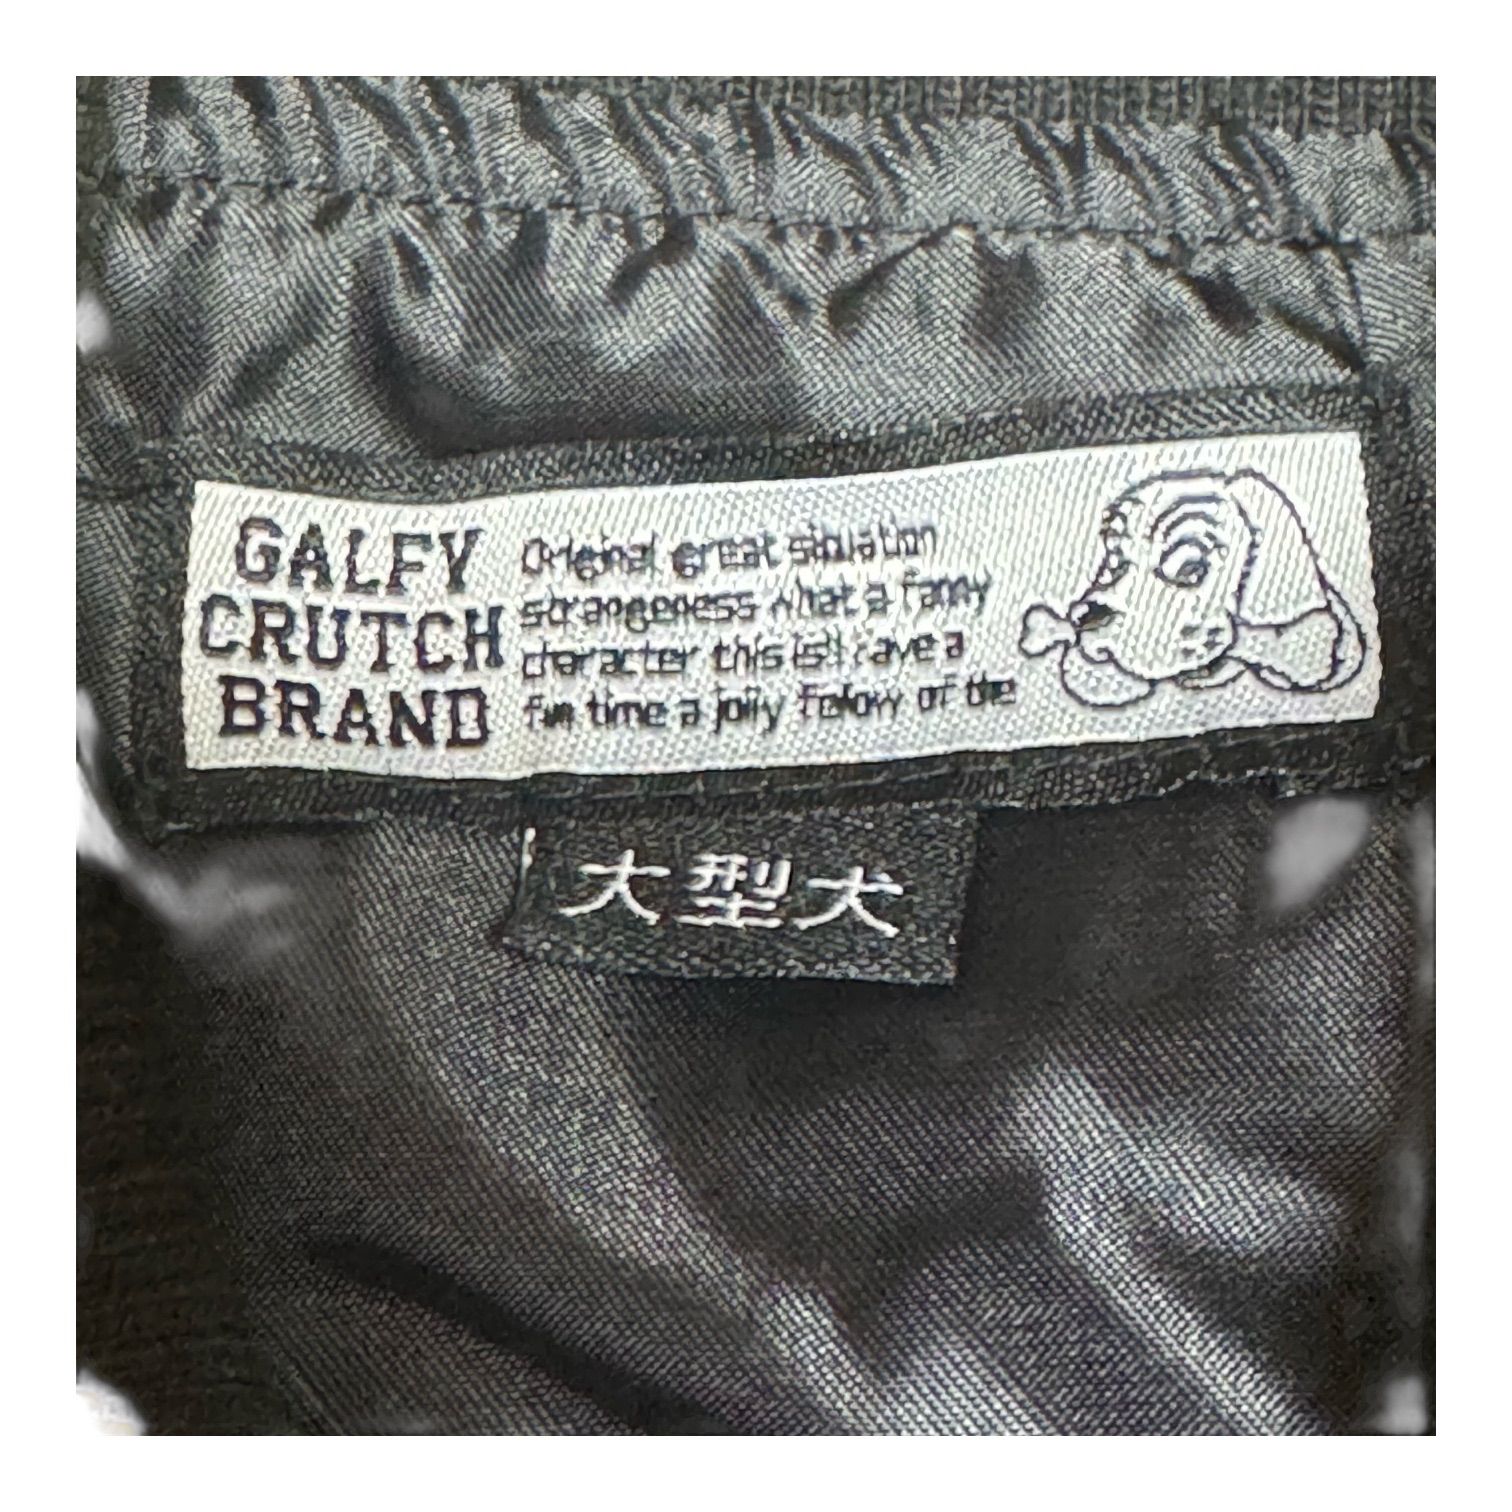 GALFY
CRUTCH
BRAND
Original great situation
strangeness what a fanny
character this is! have a
fun time a jolly fellow of the
大型犬